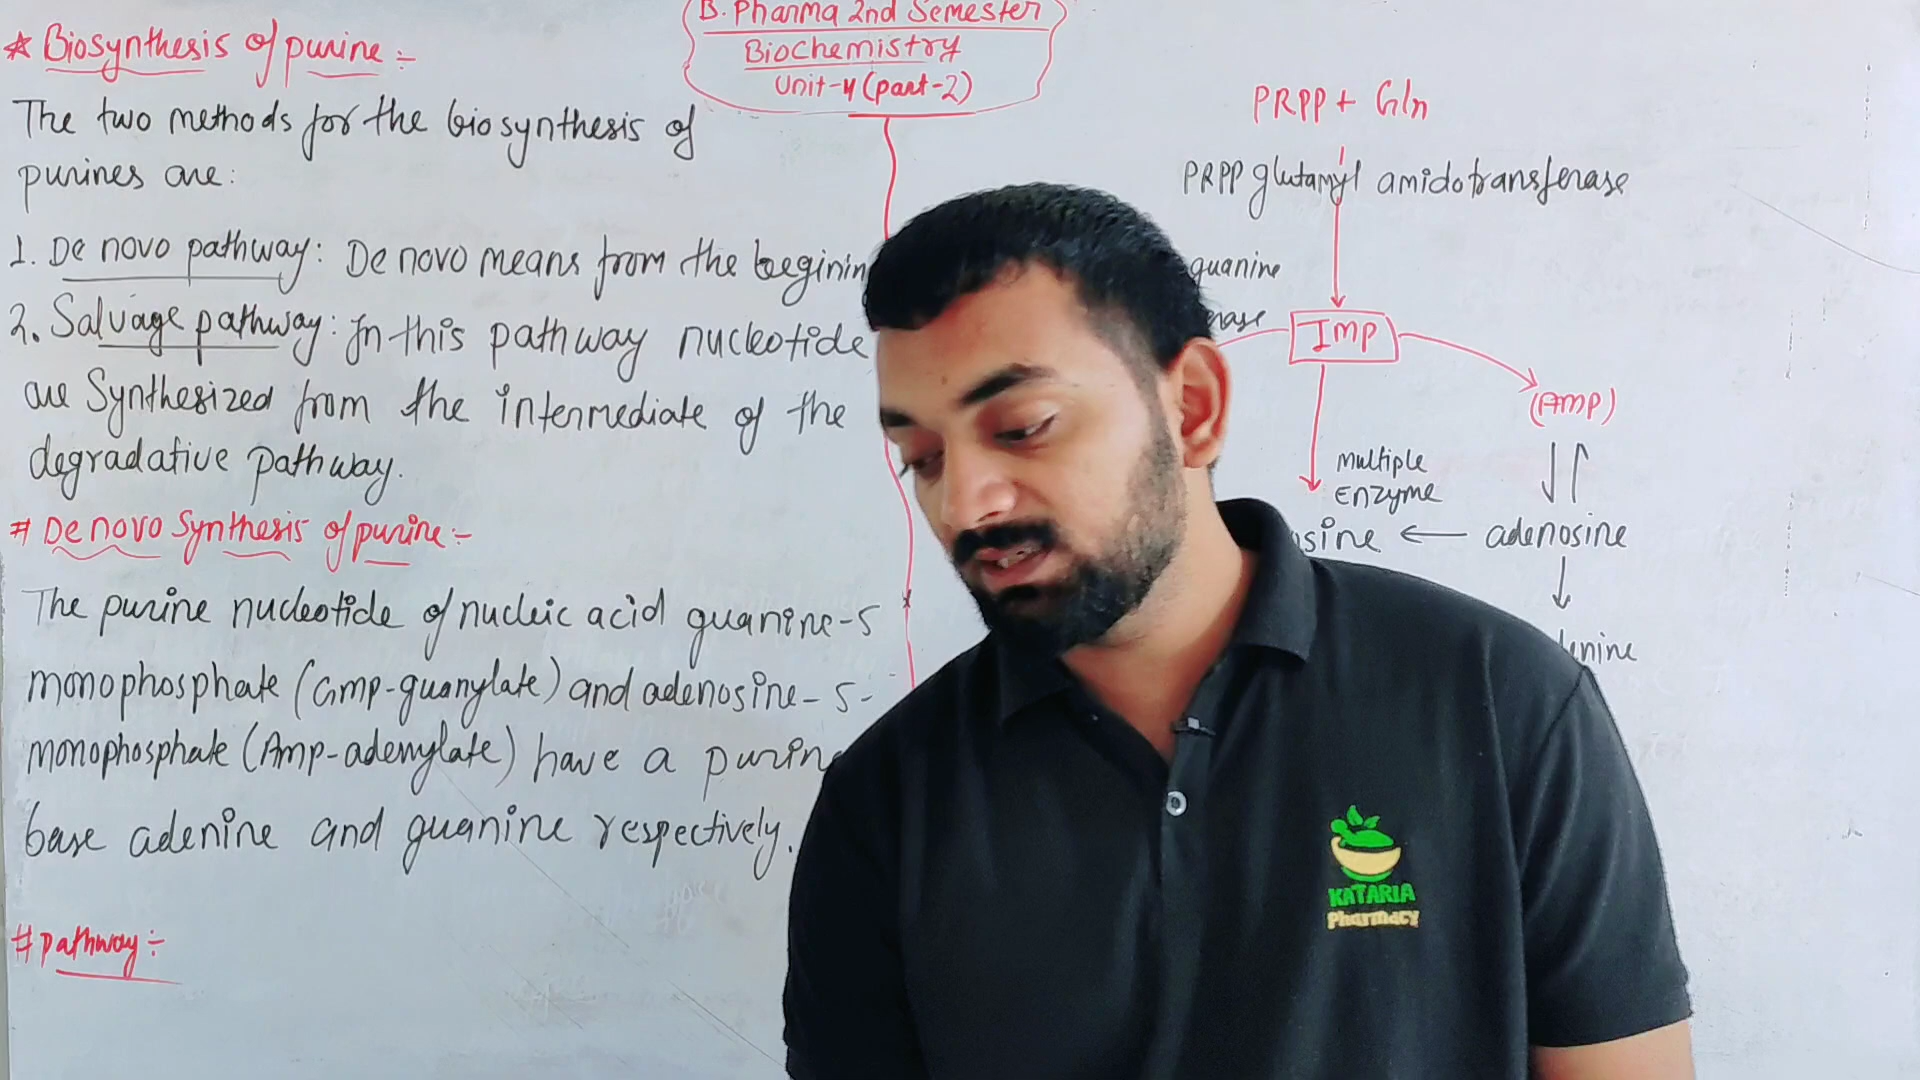 B. Pharma 2nd Semester
Biochemistry
Unit-4 (part-2)
* Biosynthesis of purine :-
The two methods for the biosynthesis of
purines are:
1. De novo pathway: De novo means from the beginin
2. Salvage pathway: In this pathway nucleotide
are Synthesized from the intermediate of the
degradative pathway.
# De novo Synthesis of purine:-
The purine nucleotide of nucleic acid guanine-5
monophosphate (Gmp-guanylate) and adenosine-5-
monophosphate (Amp-adenylate) have a purin
base adenine and guanine respectively.
# pathway :-
PRPP + Gln
PRPP glutamyl amidotransferase
guanine
Imp
(Amp)
multiple
Enzyme
osine ← adenosine
enine
KATARIA
Pharmacy